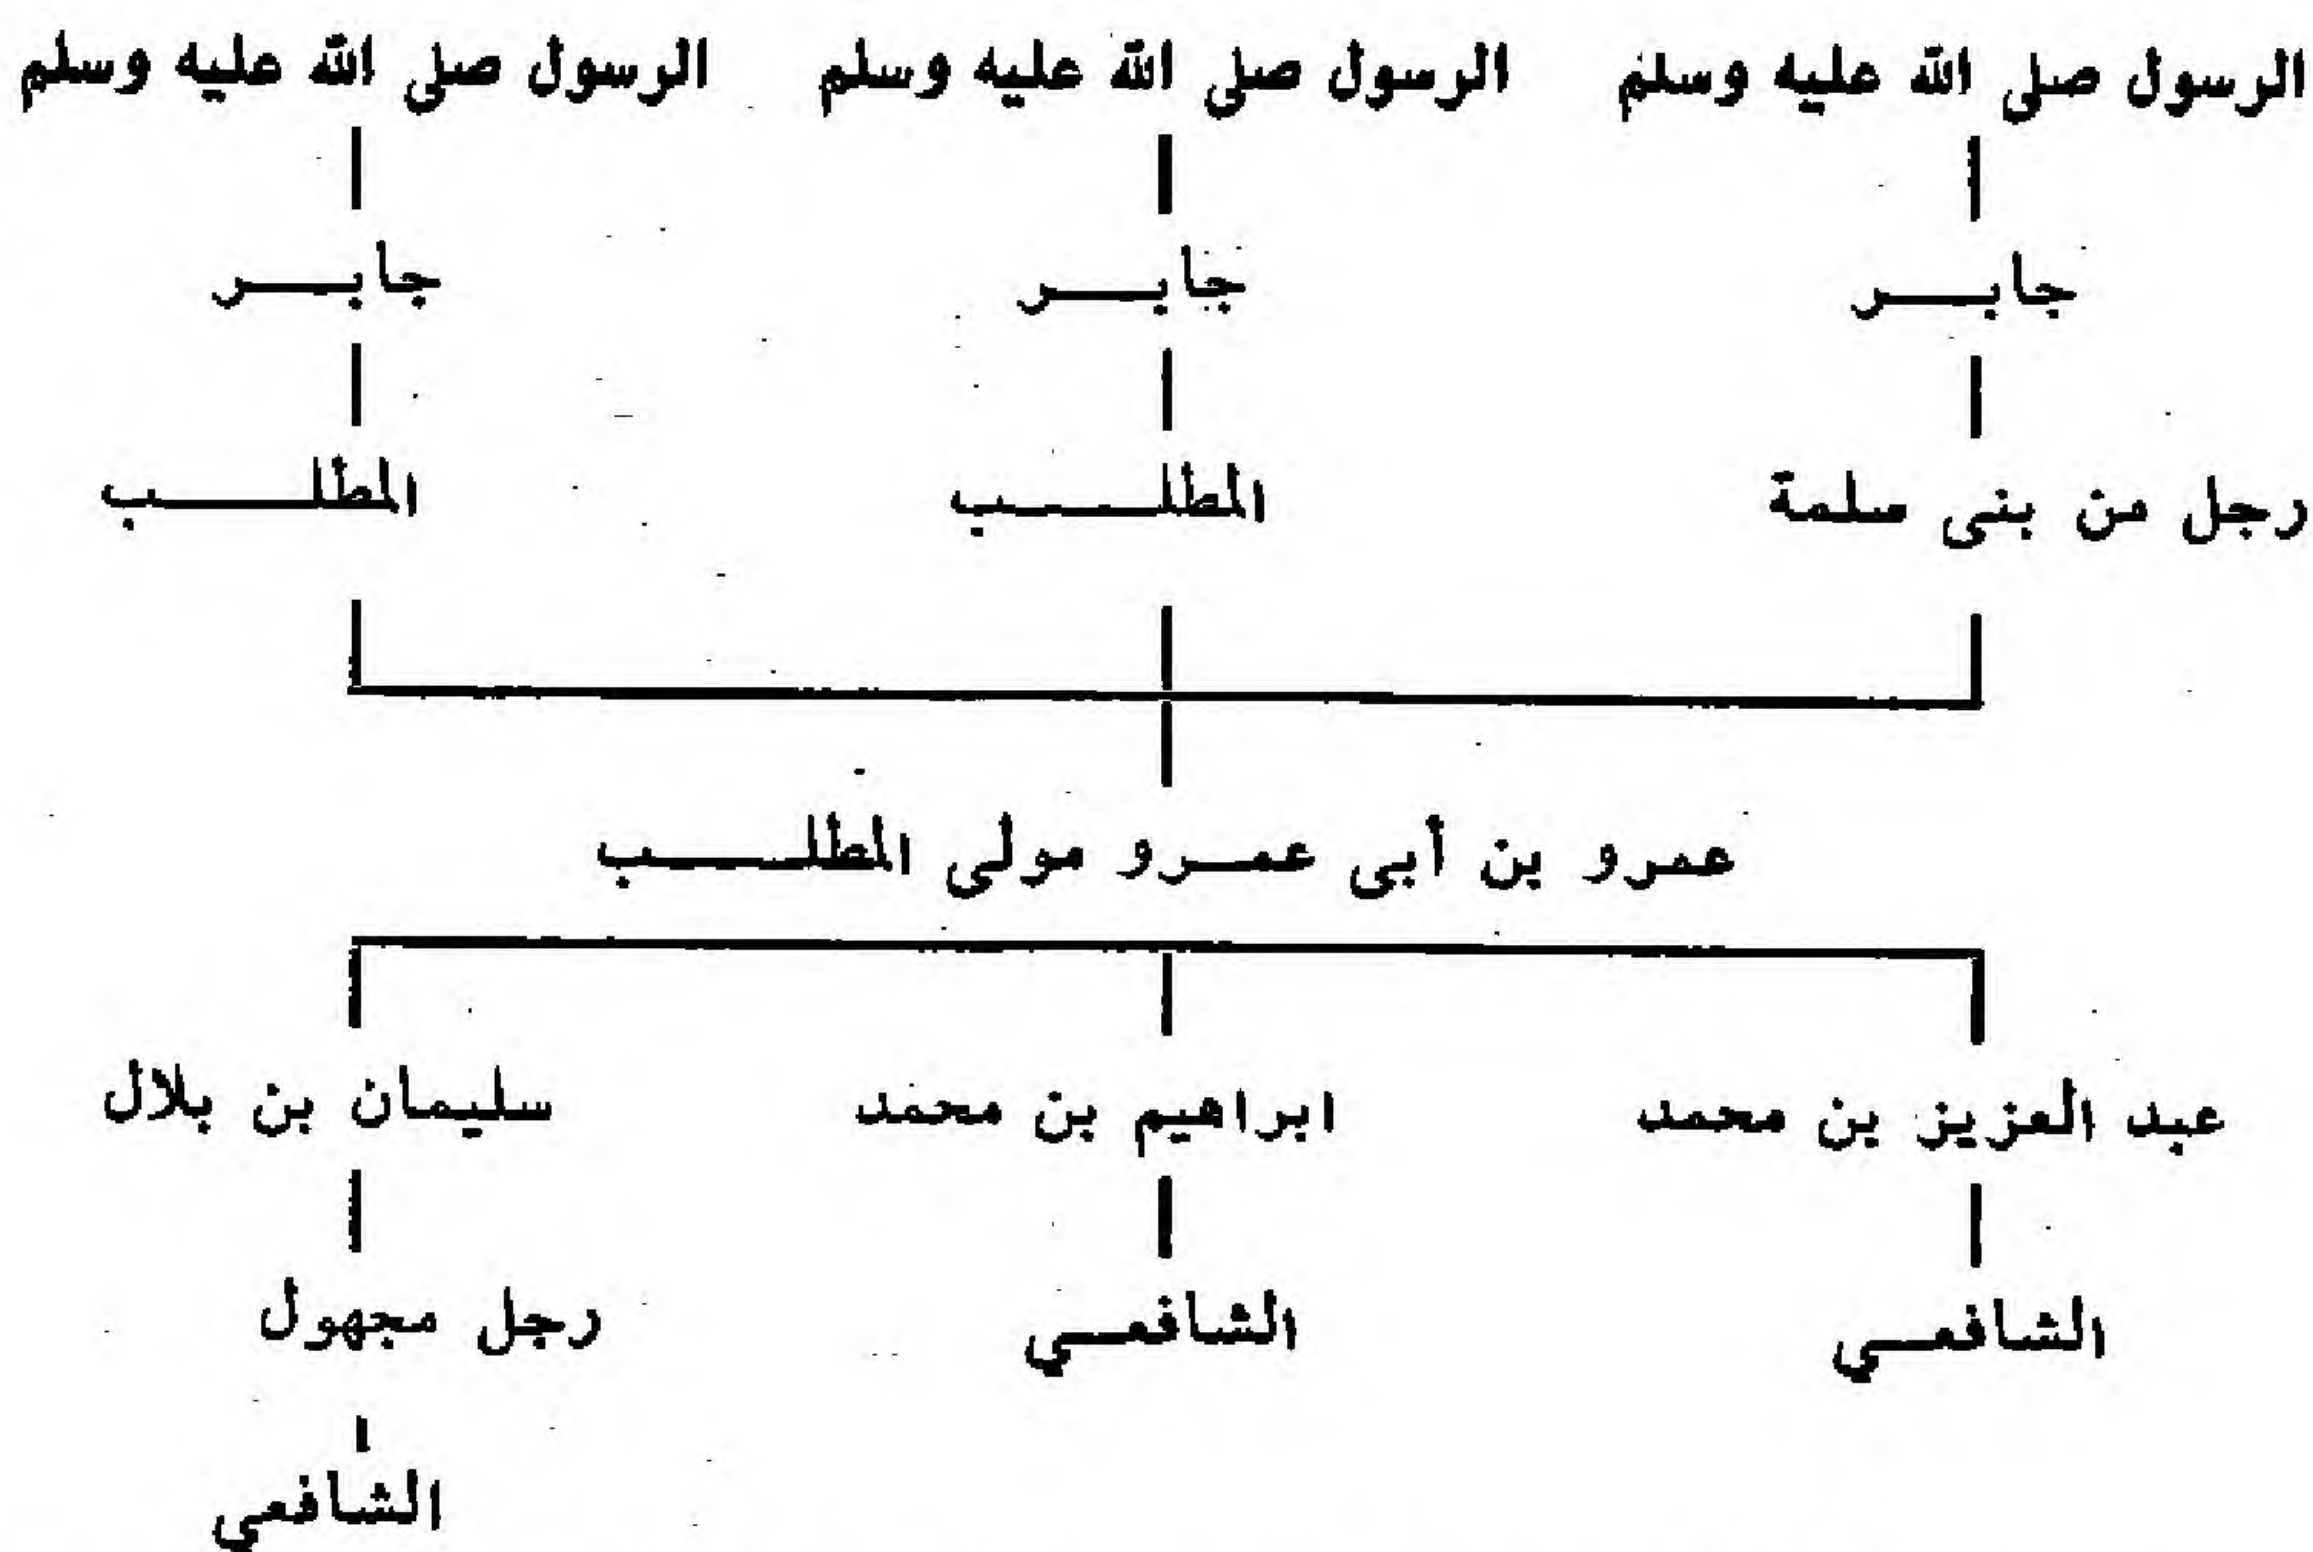 الرسول صلى الله عليه وسلم الرسول صلى الله عليه وسلم الرسول صلى الله عليه وسلم
جابر جابر جابر
رجل من بنى سلمة المطلب المطلب
عمرو بن أبى عمرو مولى المطلب
عبد العزيز بن محمد ابراهيم بن محمد سليمان بن بلال
الشافعي الشافعي رجل مجهول
الشافعي